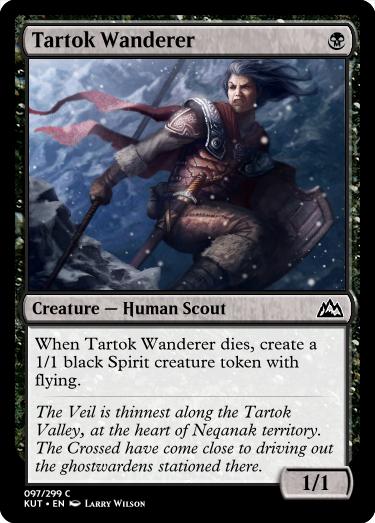 Tartok Wanderer
Creature — Human Scout
When Tartok Wanderer dies, create a
1/1 black Spirit creature token with
flying.
The Veil is thinnest along the Tartok
Valley, at the heart of Neqanak territory.
The Crossed have come close to driving out
the ghostwardens stationed there.
1/1
097/299 C
KUT • EN Larry Wilson